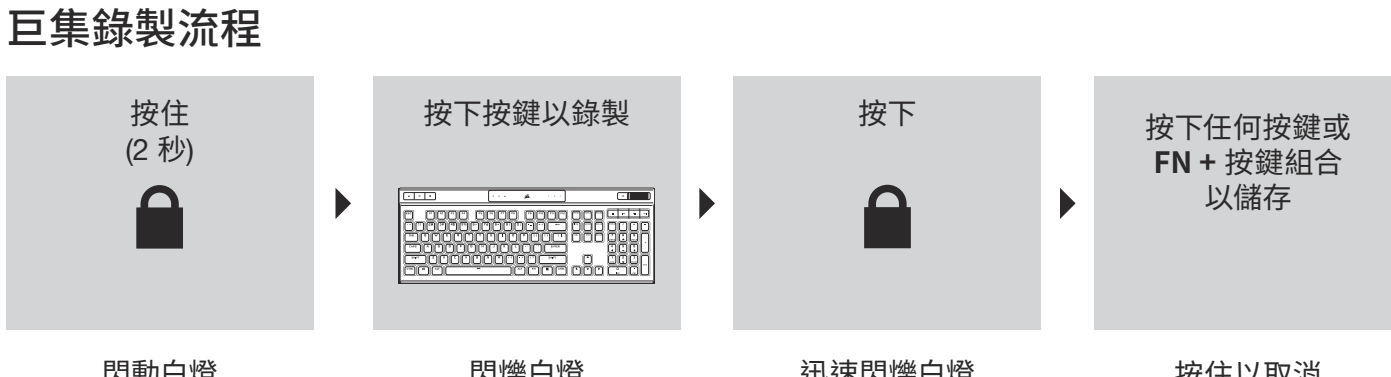 巨集錄製流程
按住
(2 秒)
按下按鍵以錄製
按下
按下任何按鍵或
FN + 按鍵組合
以儲存
閃動白燈
閃爍白燈
迅速閃爍白燈
按住以取消